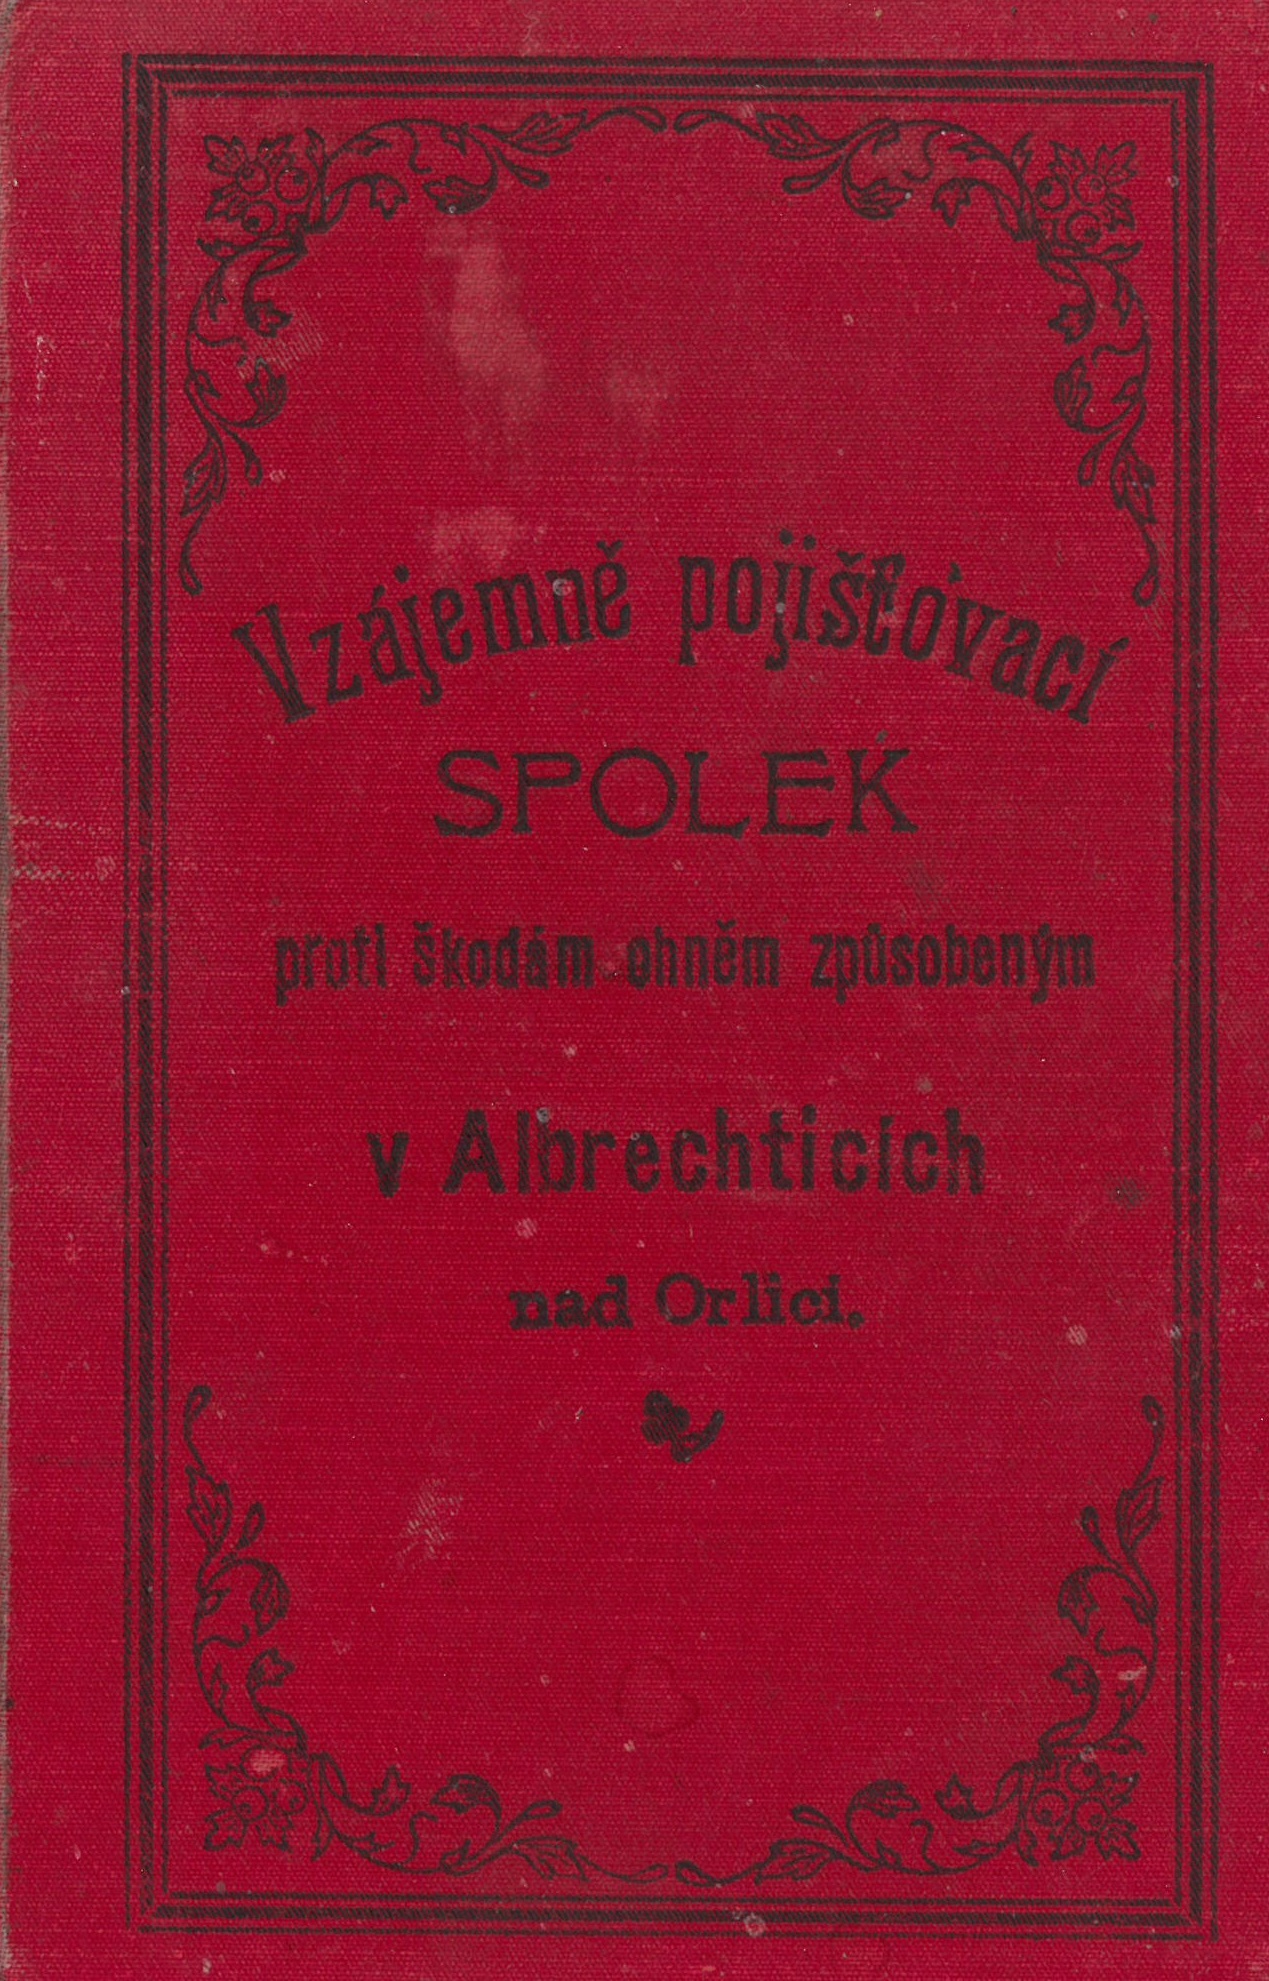 Vzájemně pojišťovací
SPOLEK
proti škodám ohněm způsobeným
v Albrechticích
nad Orlicí.